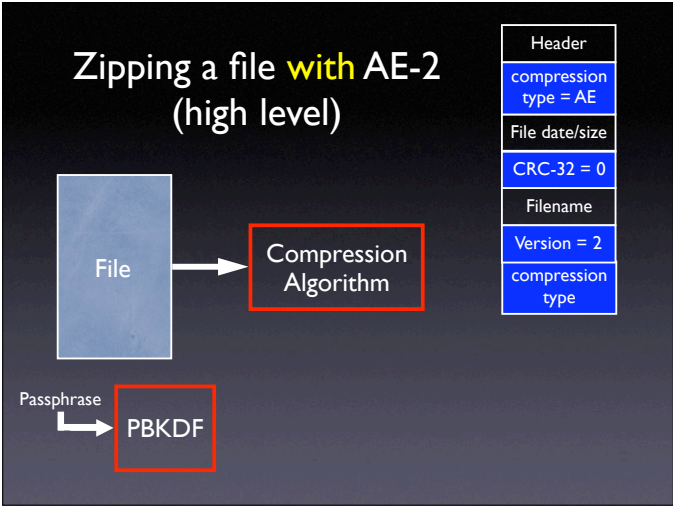 Zipping a file with AE-2
(high level)
File
Compression
Algorithm
Passphrase
PBKDF
Header
compression
type = AE
File date/size
CRC-32 = 0
Filename
Version = 2
compression
type